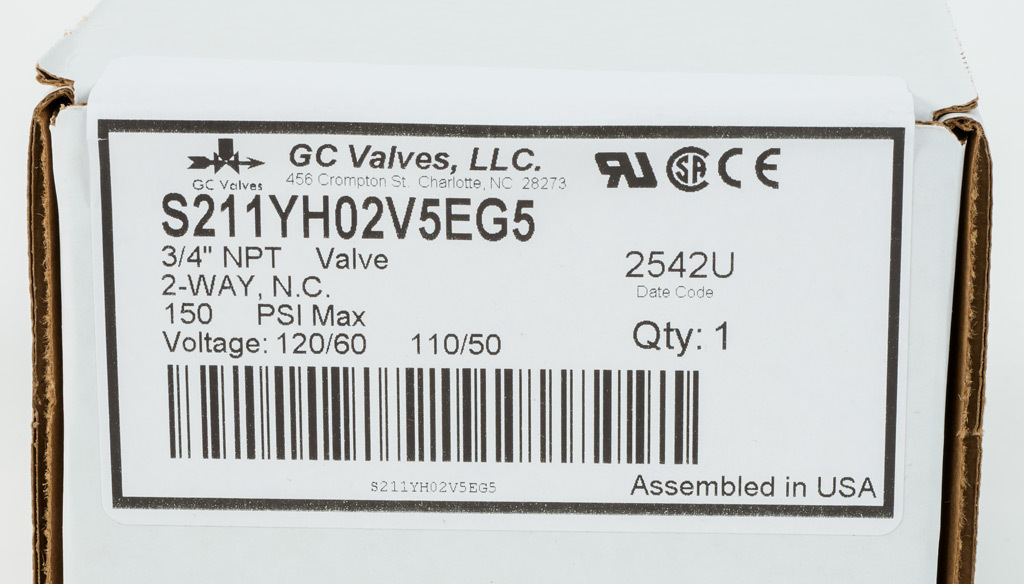 GC Valves
GC Valves, LLC.
456 Crompton St. Charlotte, NC 28273
S211YH02V5EG5
3/4" NPT Valve
2-WAY, N.C.
150 PSI Max
Voltage: 120/60 110/50
2542U
Date Code
Qty: 1
S211YH02V5EG5
Assembled in USA